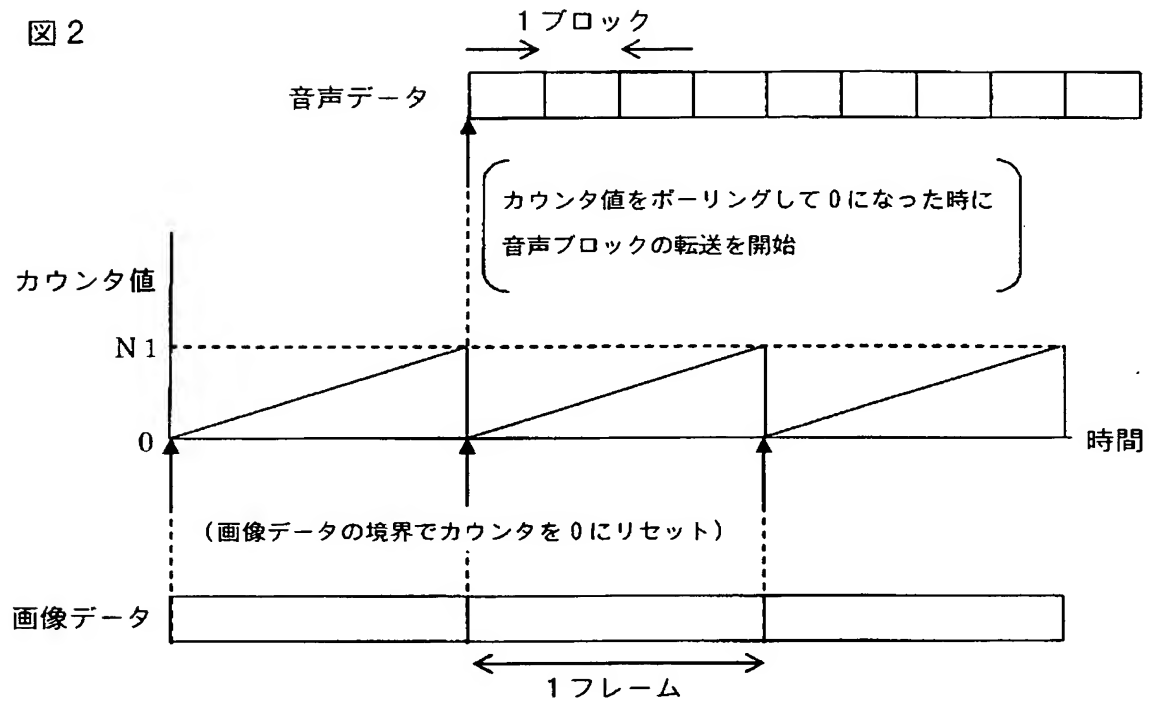 図2
1ブロック
音声データ
カウンタ値をポーリングして0になった時に
音声ブロックの転送を開始
カウンタ値
N1
0
時間
(画像データの境界でカウンタを0にリセット)
画像データ
1フレーム